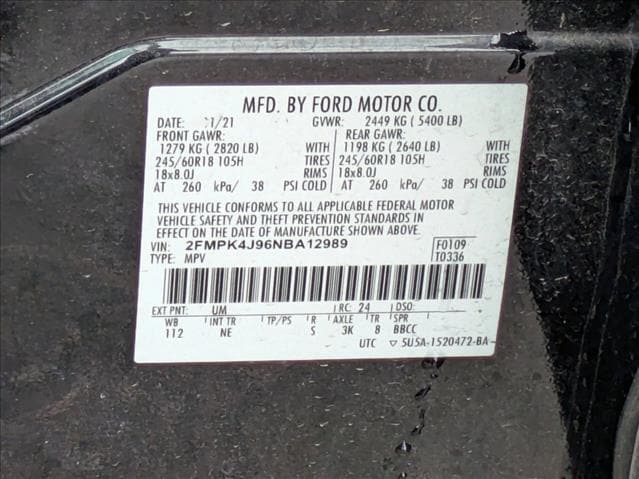 MFD. BY FORD MOTOR CO.
DATE: 1/21 GVWR: 2449 KG ( 5400 LB)
FRONT GAWR: REAR GAWR:
1279 KG ( 2820 LB) WITH 1198 KG ( 2640 LB) WITH
245/60R18 105H TIRES 245/60R18 105H TIRES
18x8.0J RIMS 18x8.0J RIMS
AT 260 kPa/ 38 PSI COLD AT 260 kPa/ 38 PSI COLD
THIS VEHICLE CONFORMS TO ALL APPLICABLE FEDERAL MOTOR
VEHICLE SAFETY AND THEFT PREVENTION STANDARDS IN
EFFECT ON THE DATE OF MANUFACTURE SHOWN ABOVE.
VIN: 2FMPK4J96NBA12989 F0109
TYPE: MPV T0336
EXT PNT: UM RC: 24 DSO:
WB INT TR TP/PS R AXLE TR SPR
112 NE S 3K 8 BBCC
UTC ▽ 5U5A-1520472-BA